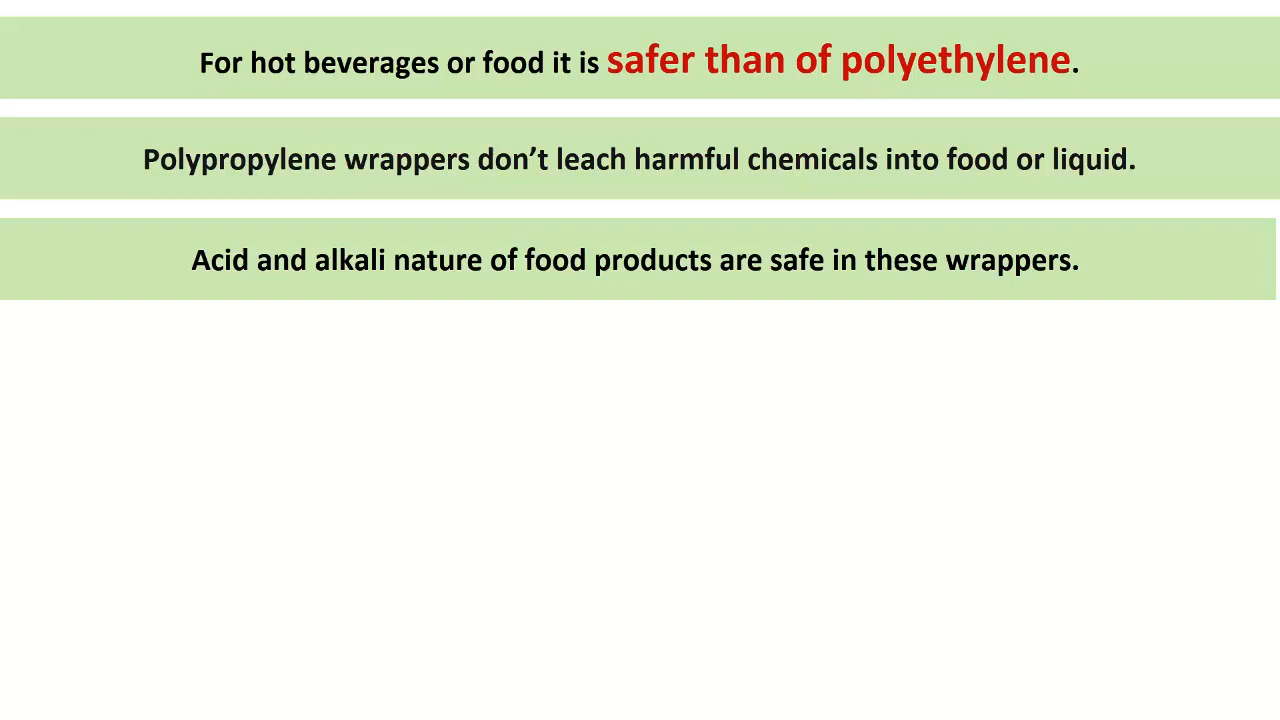 For hot beverages or food it is safer than of polyethylene.
Polypropylene wrappers don’t leach harmful chemicals into food or liquid.
Acid and alkali nature of food products are safe in these wrappers.